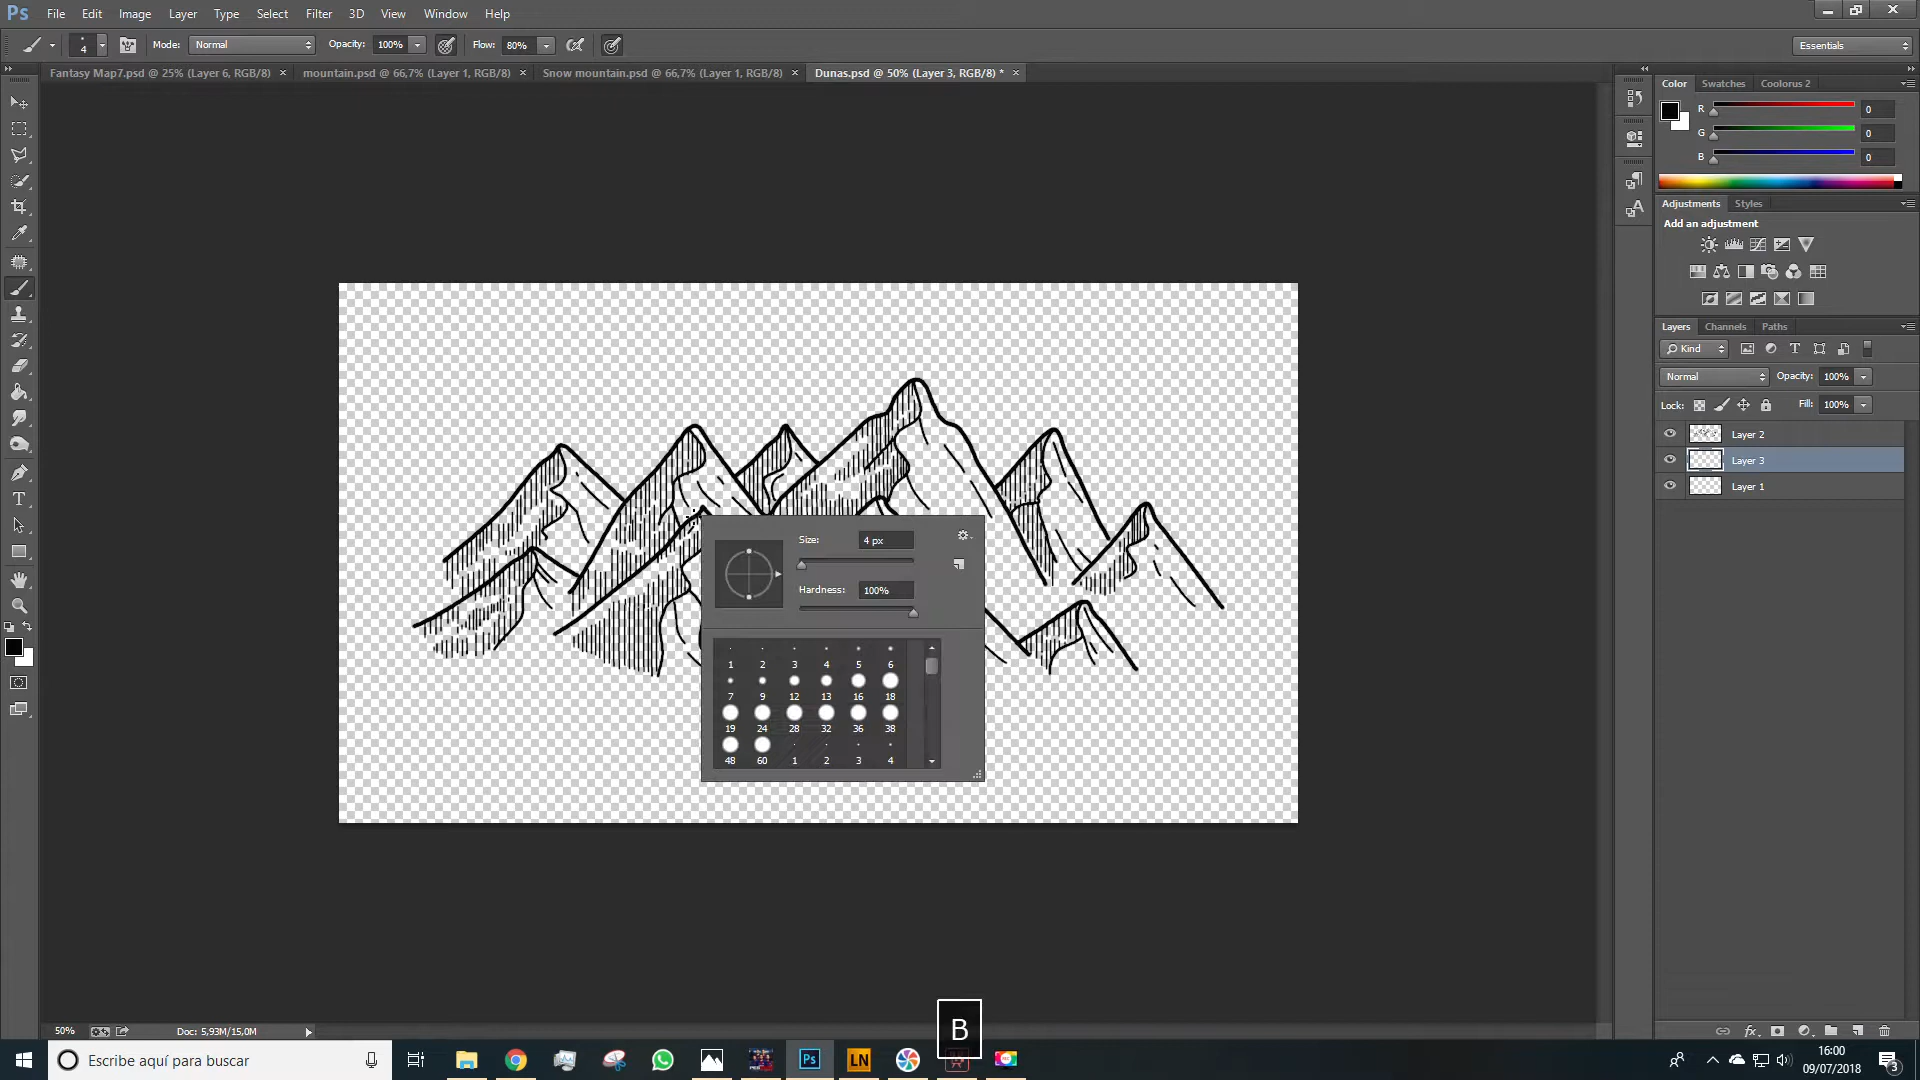 Ps File Edit Image Layer Type Select Filter 3D View Window Help
4 Mode: Normal Opacity: 100% Flow: 80% Essentials
Fantasy Map7.psd @ 25% (Layer 6, RGB/8) × mountain.psd @ 66,7% (Layer 1, RGB/8) × Snow mountain.psd @ 66,7% (Layer 1, RGB/8) × Dunas.psd @ 50% (Layer 3, RGB/8) * ×
Color Swatches Coolorus 2
R 0
G 0
B 0
Adjustments Styles
Add an adjustment
Layers Channels Paths
Kind
Normal Opacity: 100%
Lock: Fill: 100%
Layer 2
Layer 3
Layer 1
Size: 4 px
Hardness: 100%
1 2 3 4 5 6
7 9 12 13 16 18
19 24 28 32 36 38
48 60 1 2 3 4
50% Doc: 5,93M/15,0M
B
Escribe aquí para buscar
Ps LN
16:00
09/07/2018
3